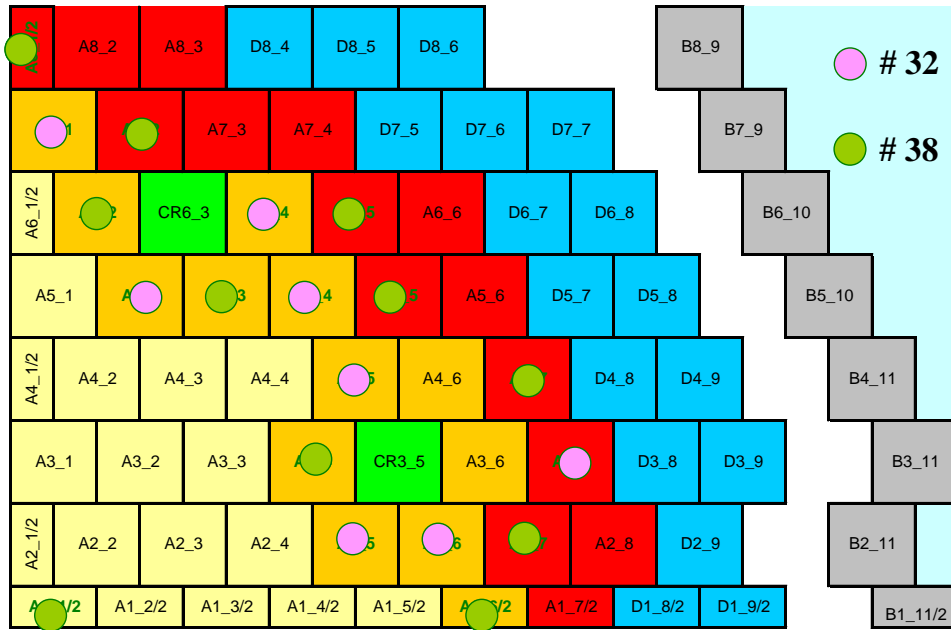 A8_2 A8_3 D8_4 D8_5 D8_6 B8_9
# 32
A7_3 A7_4 D7_5 D7_6 D7_7 B7_9
# 38
A6_1/2 CR6_3 A6_6 D6_7 D6_8 B6_10
A5_1 A5_6 D5_7 D5_8 B5_10
A4_1/2 A4_2 A4_3 A4_4 A4_6 D4_8 D4_9 B4_11
A3_1 A3_2 A3_3 CR3_5 A3_6 D3_8 D3_9 B3_11
A2_1/2 A2_2 A2_3 A2_4 A2_8 D2_9 B2_11
A1_2/2 A1_3/2 A1_4/2 A1_5/2 A1_7/2 D1_8/2 D1_9/2 B1_11/2